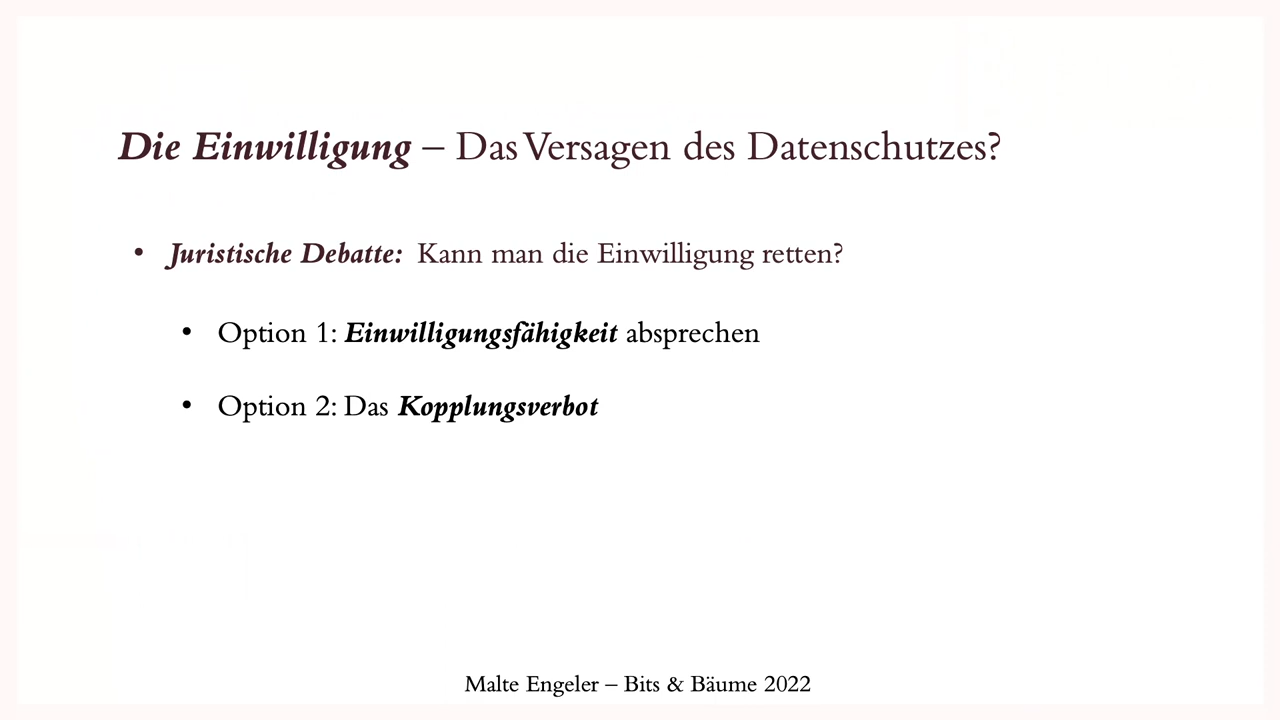 Die Einwilligung – Das Versagen des Datenschutzes?
• Juristische Debatte: Kann man die Einwilligung retten?
• Option 1: Einwilligungsfähigkeit absprechen
• Option 2: Das Kopplungsverbot
Malte Engeler – Bits & Bäume 2022